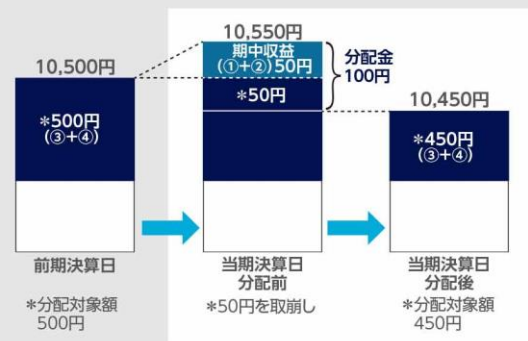 10,500円
*500円
(③+④)
前期決算日
*分配対象額
500円
10,550円
期中収益
(①+②)50円
*50円
分配金
100円
当期決算日
分配前
*50円を取崩し
10,450円
*450円
(③+④)
当期決算日
分配後
*分配対象額
450円